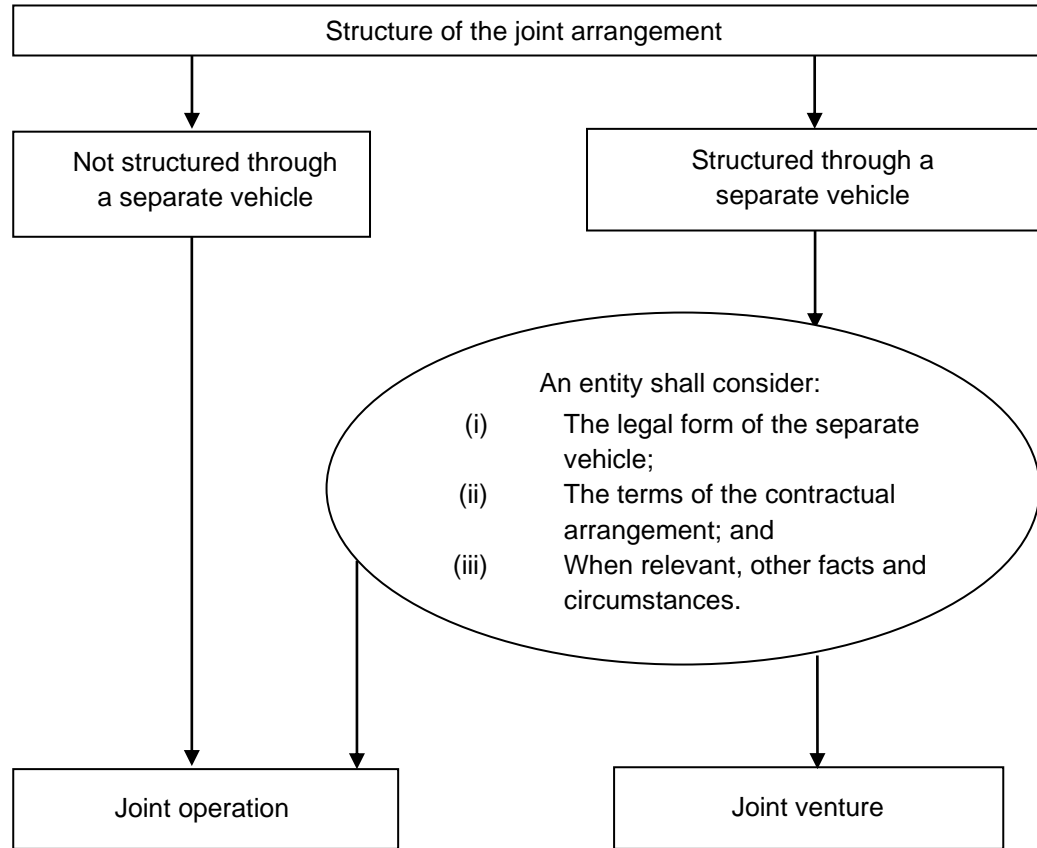 Structure of the joint arrangement
Not structured through
a separate vehicle
Structured through a
separate vehicle
An entity shall consider:
(i) The legal form of the separate
vehicle;
(ii) The terms of the contractual
arrangement; and
(iii) When relevant, other facts and
circumstances.
Joint operation
Joint venture